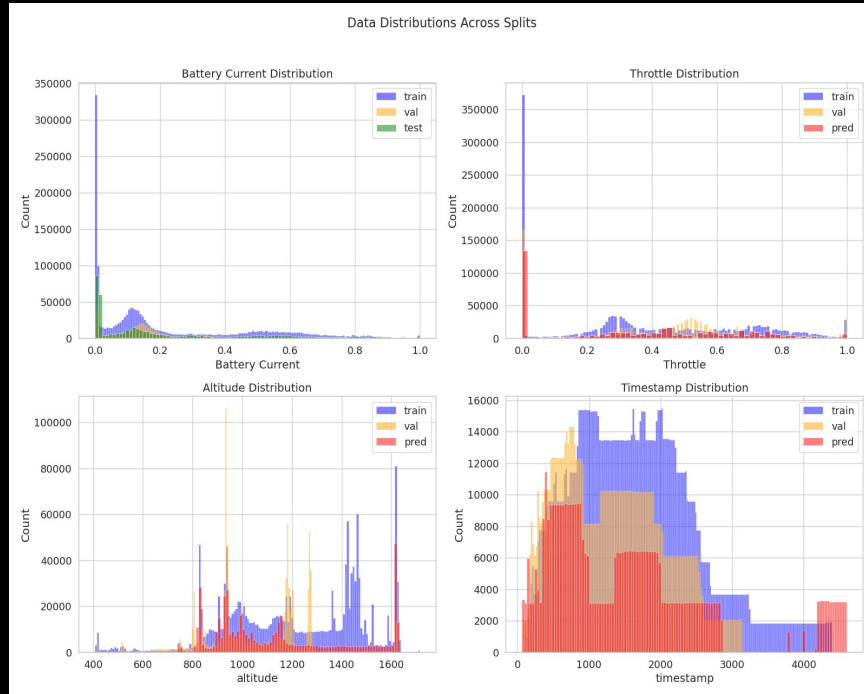 Data Distributions Across Splits
Battery Current Distribution
350000
300000
250000
200000
150000
100000
50000
0
Count
0.0 0.2 0.4 0.6 0.8 1.0
Battery Current
train
val
test
Throttle Distribution
350000
300000
250000
200000
150000
100000
50000
0
Count
0.0 0.2 0.4 0.6 0.8 1.0
Throttle
train
val
pred
Altitude Distribution
100000
80000
60000
40000
20000
0
Count
400 600 800 1000 1200 1400 1600
altitude
train
val
pred
Timestamp Distribution
16000
14000
12000
10000
8000
6000
4000
2000
0
Count
0 1000 2000 3000 4000
timestamp
train
val
pred